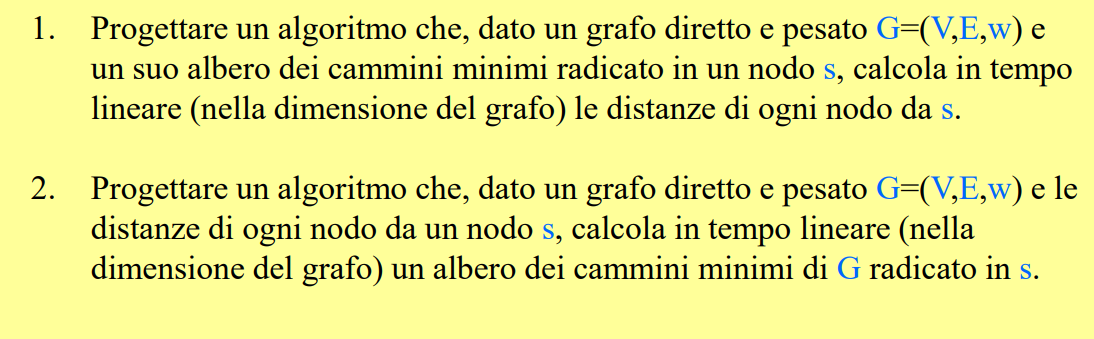 1. Progettare un algoritmo che, dato un grafo diretto e pesato G=(V,E,w) e
un suo albero dei cammini minimi radicato in un nodo s, calcola in tempo
lineare (nella dimensione del grafo) le distanze di ogni nodo da s.
2. Progettare un algoritmo che, dato un grafo diretto e pesato G=(V,E,w) e le
distanze di ogni nodo da un nodo s, calcola in tempo lineare (nella
dimensione del grafo) un albero dei cammini minimi di G radicato in s.